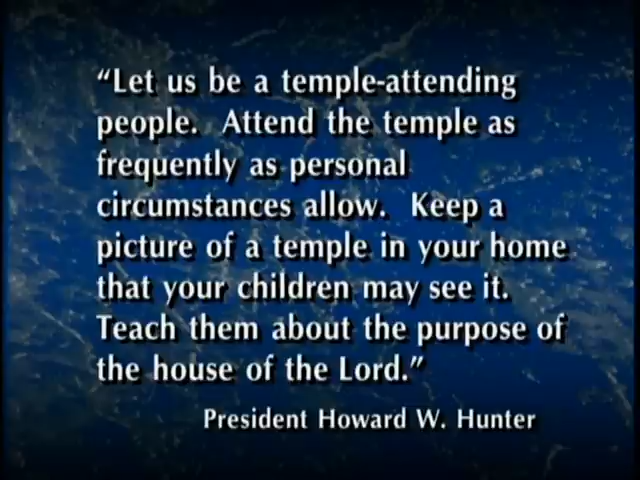 “Let us be a temple-attending
people.  Attend the temple as
frequently as personal
circumstances allow.  Keep a
picture of a temple in your home
that your children may see it.
Teach them about the purpose of
the house of the Lord.”
President Howard W. Hunter